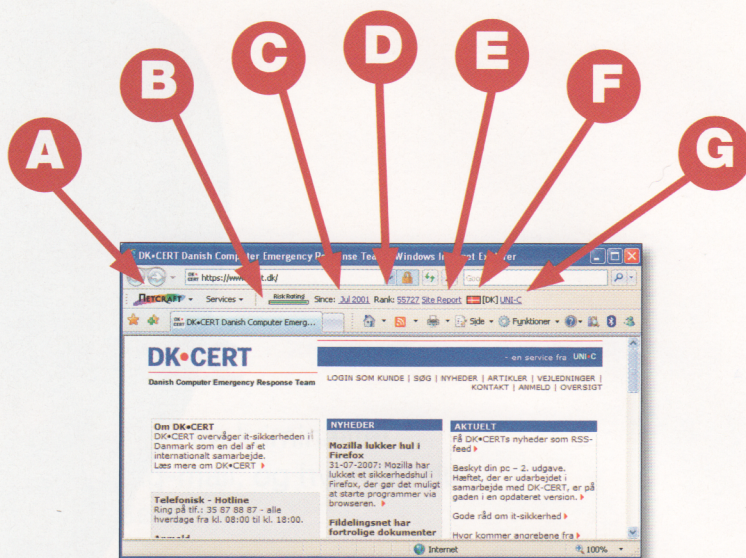 A
B
C
D
E
F
G
DK•CERT Danish Computer Emergency Response Team - Windows Internet Explorer
https://www.cert.dk/
NETCRAFT Services Risk Rating Since: Jul 2001 Rank: 55727 Site Report [DK] UNI-C
DK•CERT Danish Computer Emerg... Side Funktioner
DK•CERT
- en service fra UNI•C
Danish Computer Emergency Response Team
LOGIN SOM KUNDE | SØG | NYHEDER | ARTIKLER | VEJLEDNINGER |
KONTAKT | ANMELD | OVERSIGT
Om DK•CERT
DK•CERT overvåger it-sikkerheden i
Danmark som en del af et
internationalt samarbejde.
Læs mere om DK•CERT
Telefonisk - Hotline
Ring på tlf.: 35 87 88 87 - alle
hverdage fra kl. 08:00 til kl. 18:00.
Anmeld
NYHEDER
Mozilla lukker hul i
Firefox
31-07-2007: Mozilla har
lukket et sikkerhedshul i
Firefox, der gør det muligt
at starte programmer via
browseren.
Fildelingsnet har
fortrolige dokumenter
AKTUELT
Få DK•CERTs nyheder som RSS-
feed
Beskyt din pc - 2. udgave.
Hæftet, der er udarbejdet i
samarbejde med DK-CERT, er på
gaden i en opdateret version.
Gode råd om it-sikkerhed
Hvor kommer angrebene fra
Internet 100%